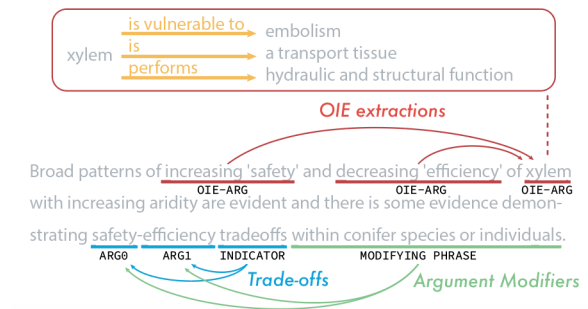 is vulnerable to embolism
xylem is a transport tissue
performs hydraulic and structural function
OIE extractions
Broad patterns of increasing 'safety' and decreasing 'efficiency' of xylem
OIE-ARG OIE-ARG OIE-ARG
with increasing aridity are evident and there is some evidence demon-
strating safety-efficiency tradeoffs within conifer species or individuals.
ARG0 ARG1 INDICATOR MODIFYING PHRASE
Trade-offs Argument Modifiers